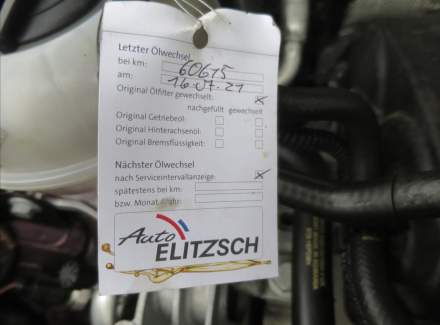 Letzter Ölwechsel
bei km: 60615
am: 16.07.21
Original Ölfilter gewechselt: x
nachgefüllt gewechselt
Original Getriebeöl:
Original Hinterachsenöl:
Original Bremsflüssigkeit:
Nächster Ölwechsel
nach Serviceintervallanzeige: x
spätestens bei km:
bzw. Monat / Jahr:
Auto
ELITZSCH